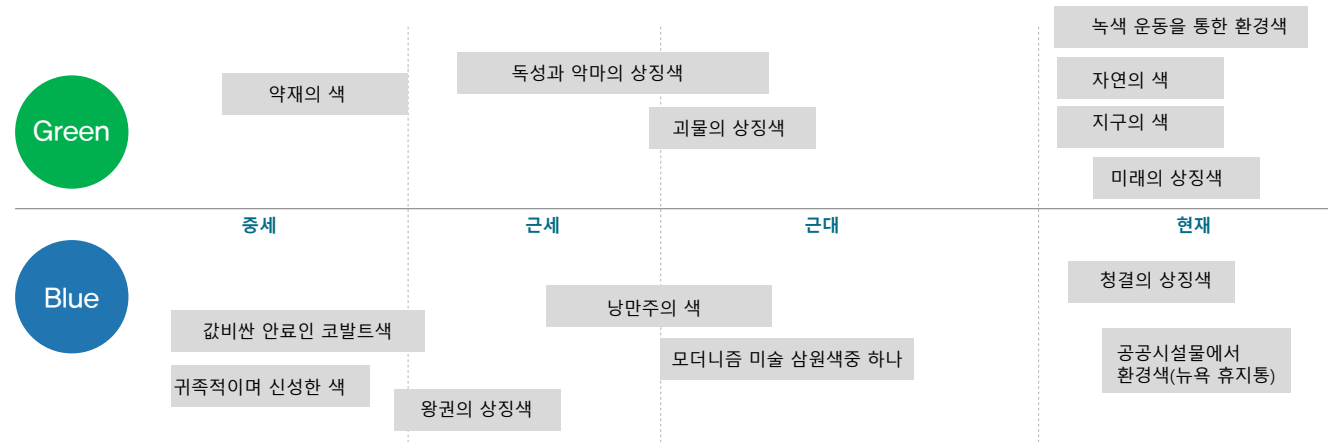 녹색 운동을 통한 환경색
독성과 악마의 상징색
약재의 색
자연의 색
Green
괴물의 상징색
지구의 색
미래의 상징색
중세
근세
근대
현재
Blue
청결의 상징색
낭만주의 색
값비싼 안료인 코발트색
모더니즘 미술 삼원색중 하나
공공시설물에서
환경색(뉴욕 휴지통)
귀족적이며 신성한 색
왕권의 상징색